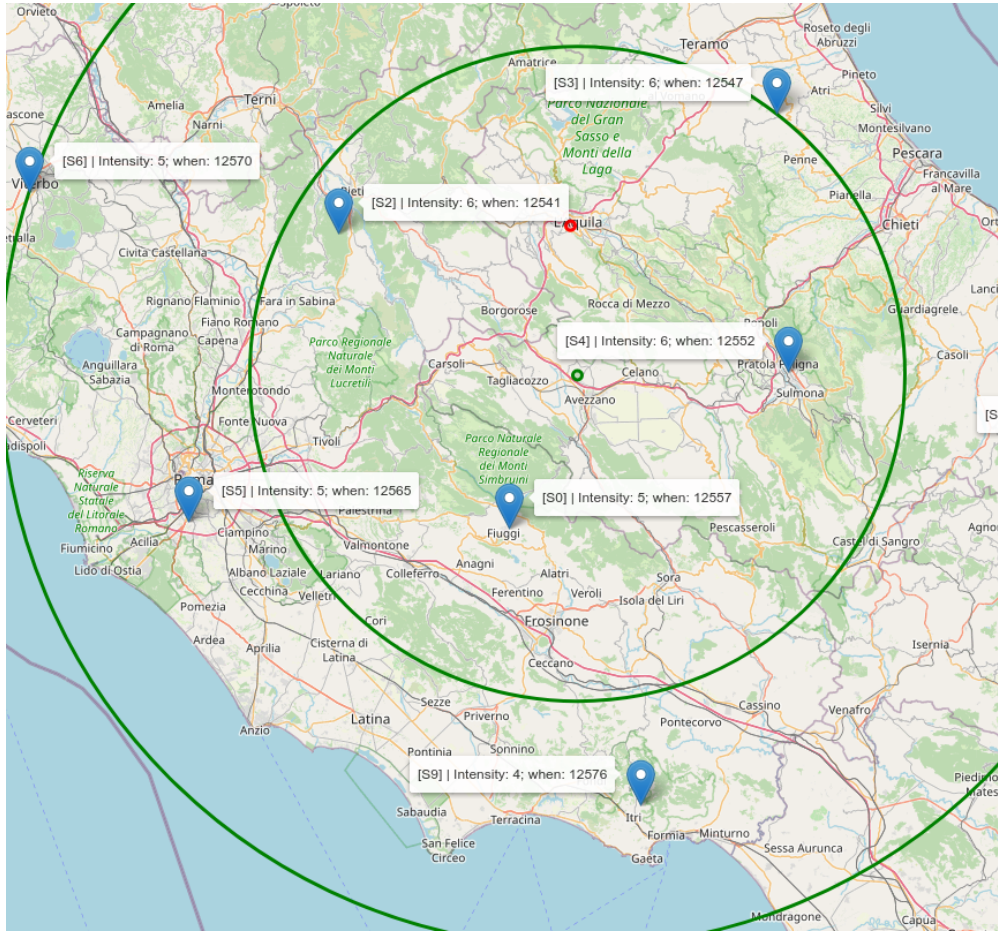 Orvieto
Roseto degli
Abruzzi
Teramo
Amatrice
Pineto
[S3] | Intensity: 6; when: 12547
Atri
Terni
Amelia
Parco Nazionale
del Gran
Sasso e
Monti della
Laga
Silvi
Montesilvano
Narni
Penne
Pescara
[S6] | Intensity: 5; when: 12570
Viterbo
Francavilla
al Mare
Pianella
[S2] | Intensity: 6; when: 12541
L'Aquila
Chieti
Civita Castellana
Rignano Flaminio
Fara in Sabina
Rocca di Mezzo
Guardiagrele
Borgorose
Fiano Romano
Campagnano
di Roma
Capena
Popoli
[S4] | Intensity: 6; when: 12552
Parco Regionale
Naturale
dei Monti
Lucretili
Casoli
Anguillara
Sabazia
Carsoli
Pratola Peligna
Celano
Tagliacozzo
Monterotondo
Sulmona
Avezzano
Cerveteri
Fonte Nuova
Tivoli
Parco Naturale
Regionale
dei Monti
Simbruini
Riserva
Naturale
Statale
del Litorale
Romano
Roma
[S5] | Intensity: 5; when: 12565
[S0] | Intensity: 5; when: 12557
Palestrina
Pescasseroli
Fiuggi
Ciampino
Castel di Sangro
Acilia
Fiumicino
Valmontone
Marino
Anagni
Lido di Ostia
Albano Laziale
Lariano
Colleferro
Alatri
Sora
Cecchina
Velletri
Ferentino
Veroli
Isola del Liri
Pomezia
Cori
Frosinone
Ardea
Aprilia
Cisterna di
Latina
Isernia
Ceccano
Sezze
Cassino
Venafro
Latina
Priverno
Pontecorvo
Anzio
Sonnino
Pontinia
[S9] | Intensity: 4; when: 12576
Sabaudia
Itri
Terracina
Formia
Minturno
San Felice
Circeo
Gaeta
Sessa Aurunca
Mondragone
Capua